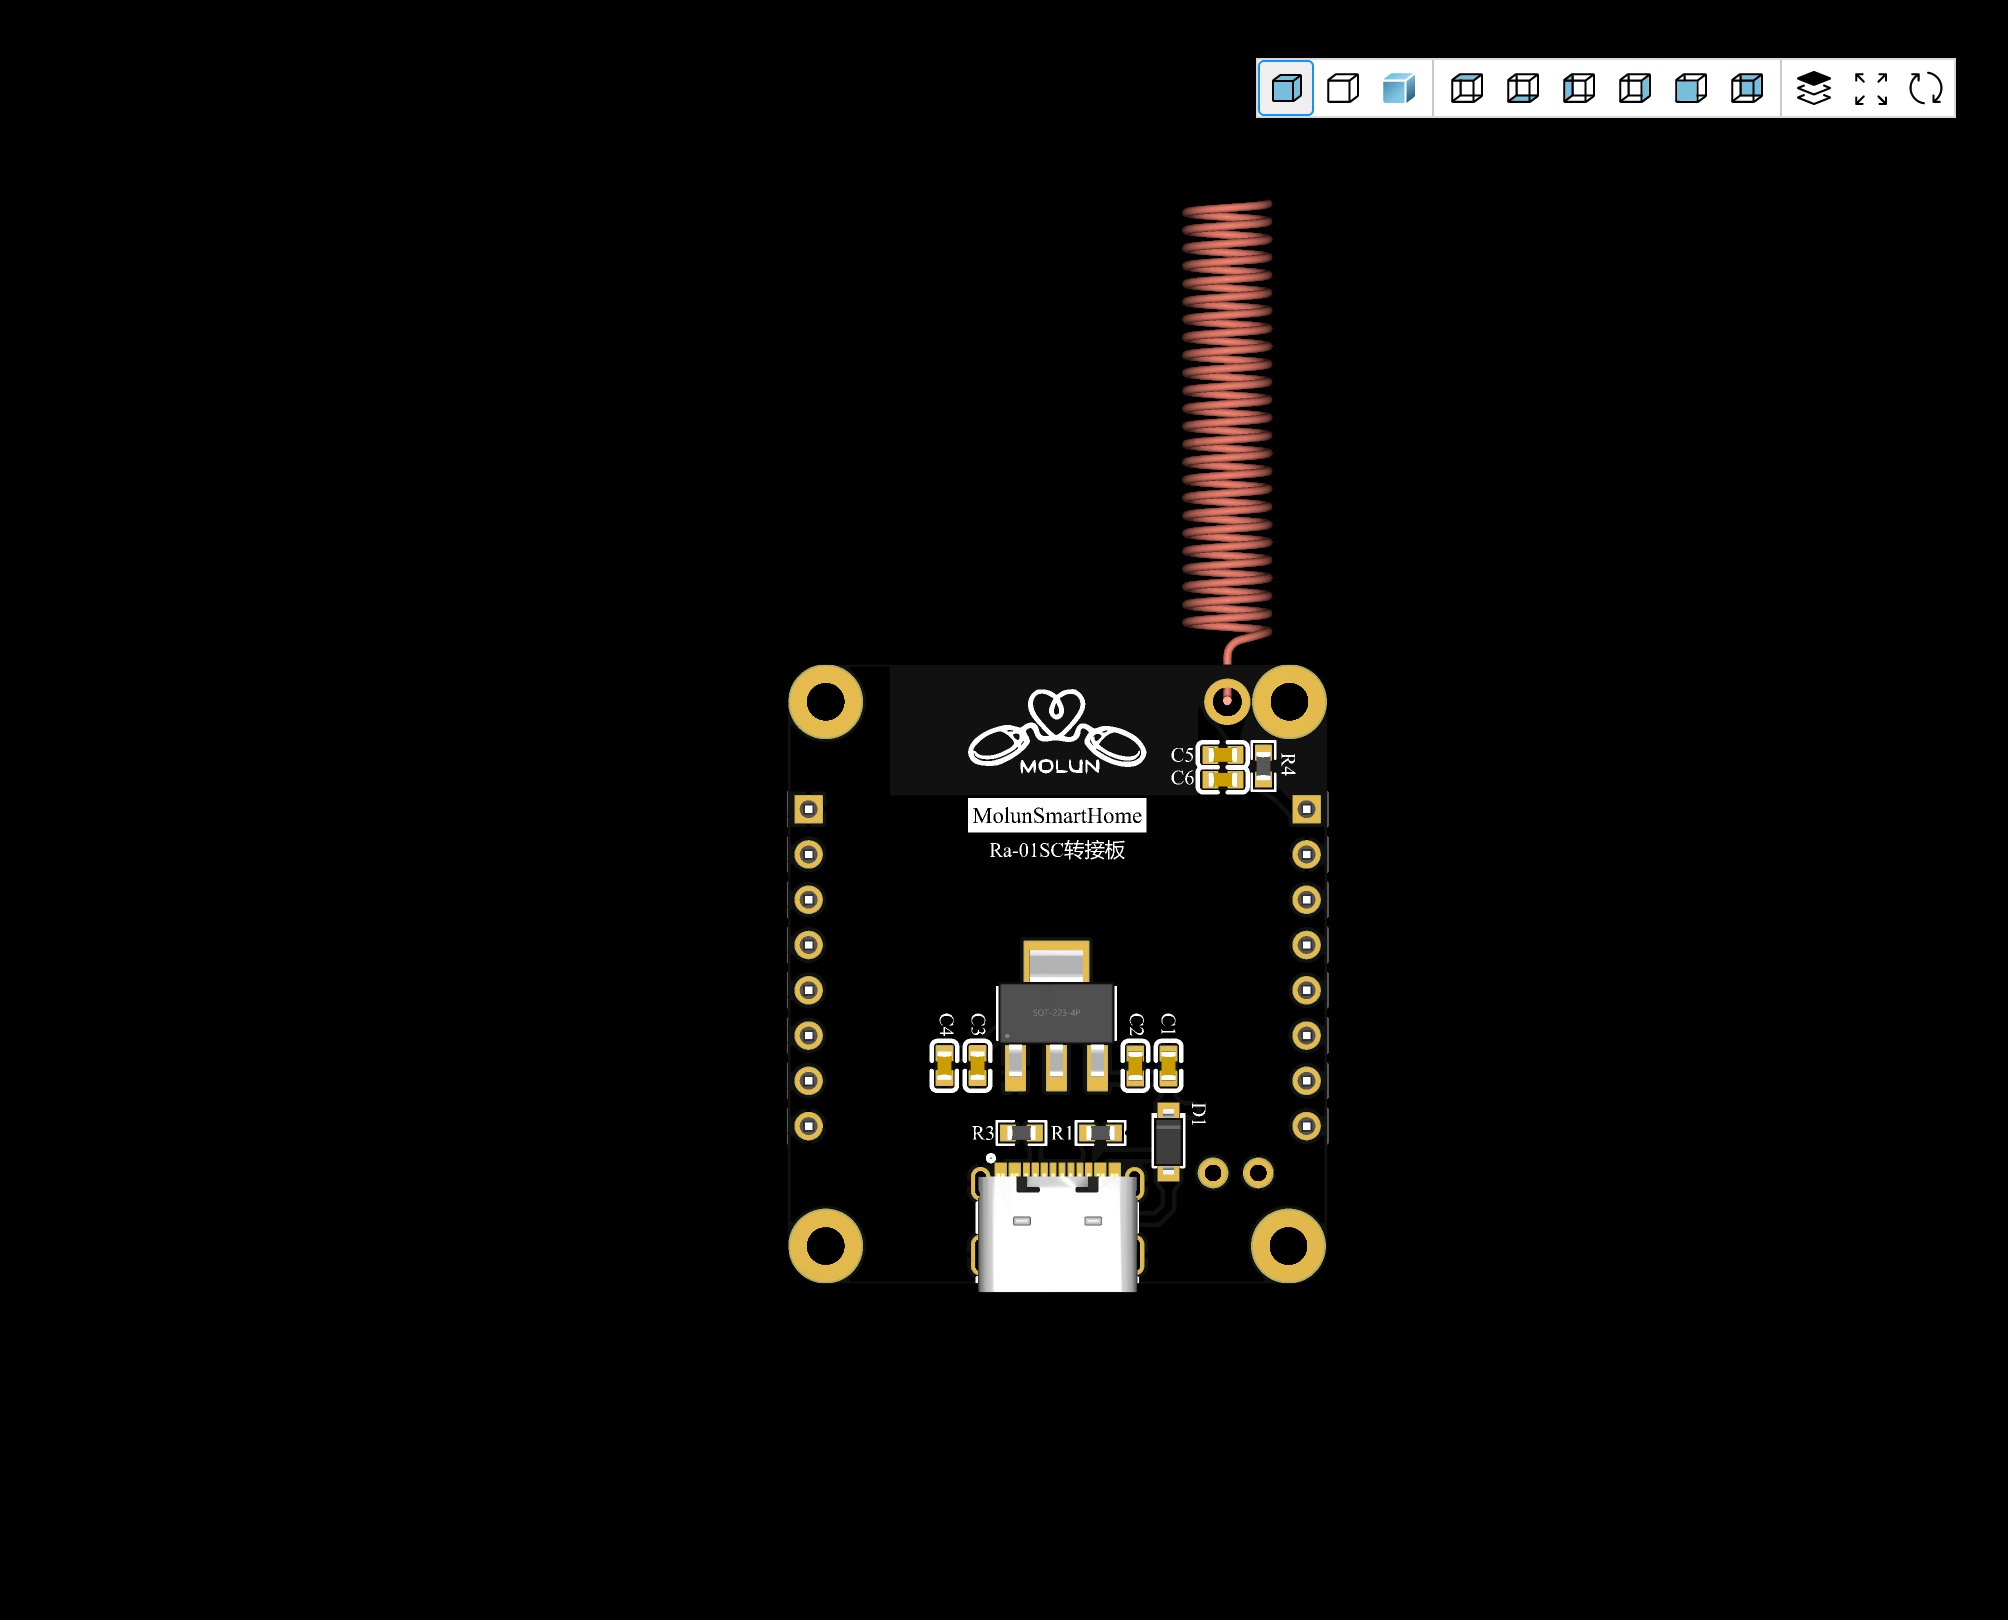 MOLUN
C5
R4
C6
MolunSmartHome
Ra-01SC转接板
SOT-223-4P
C4
C3
C2
C1
D1
R3
R1